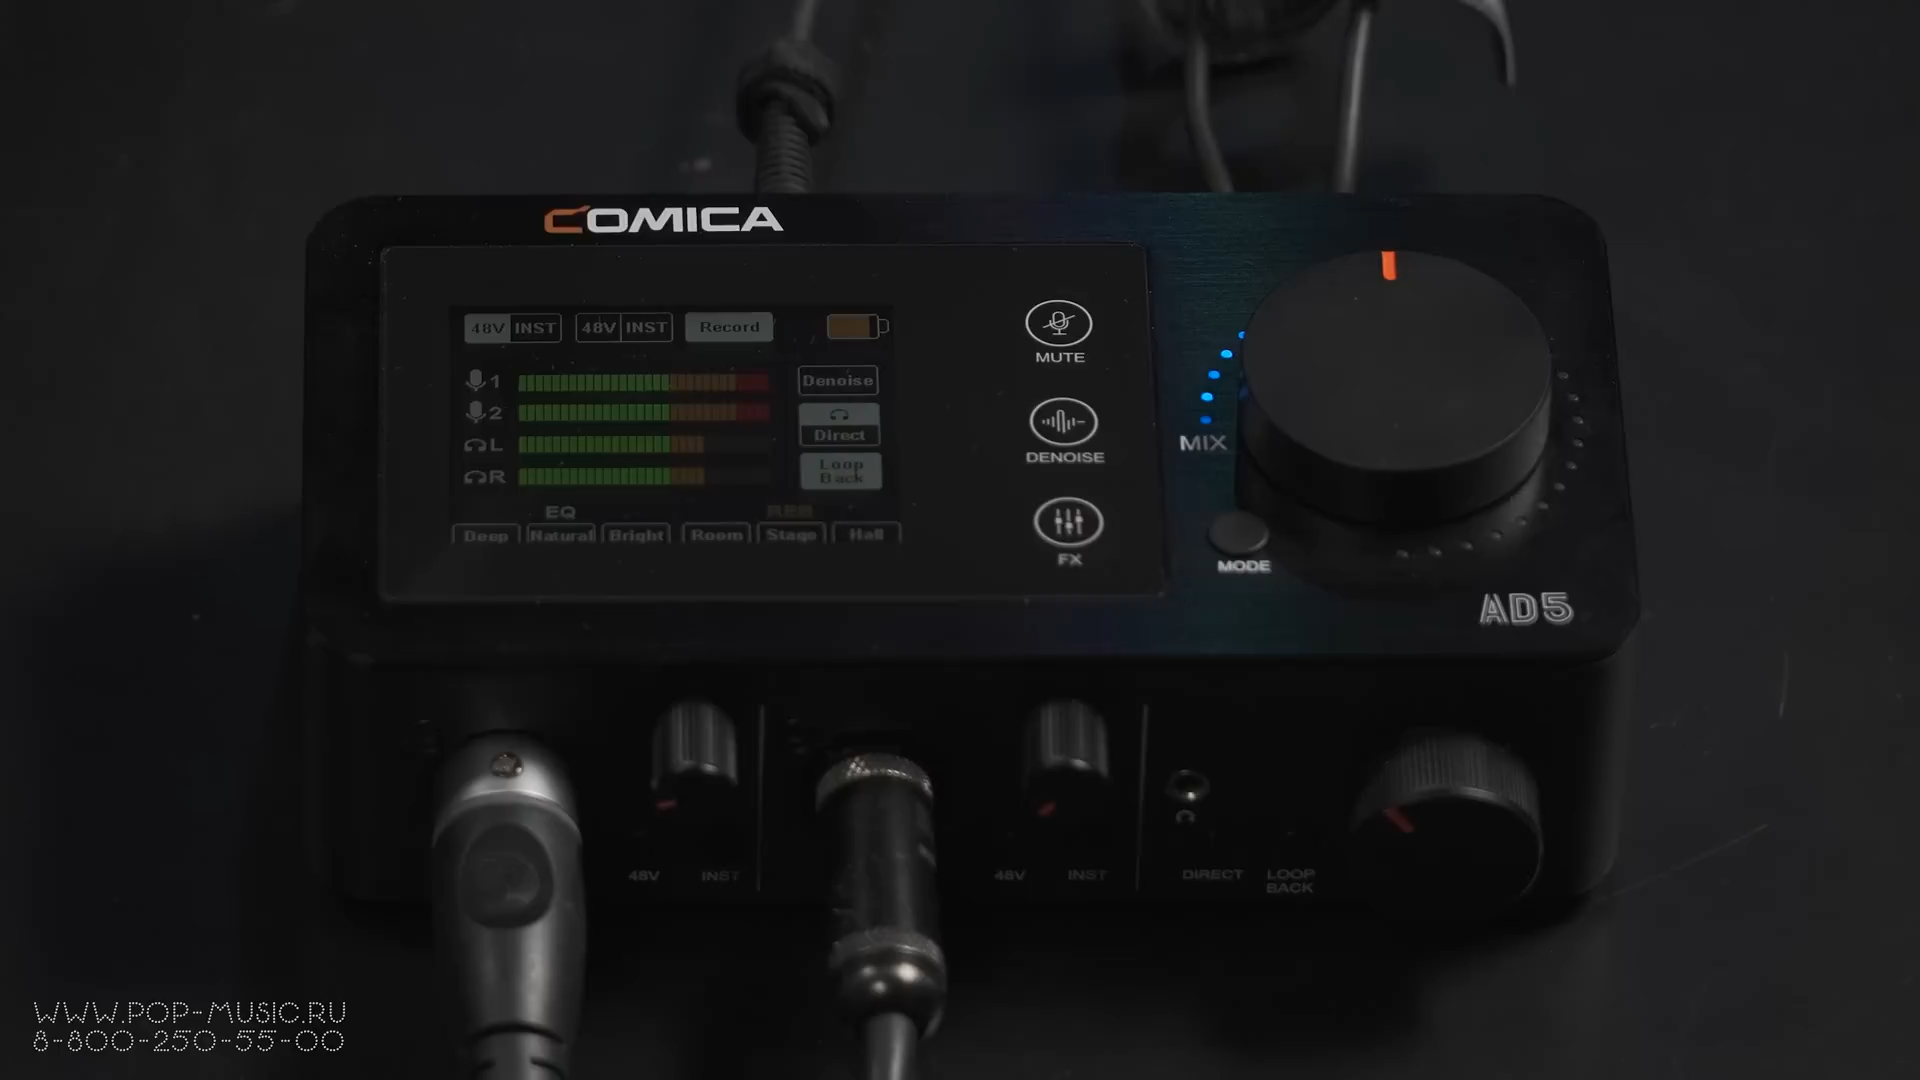 COMICA
48V INST 48V INST Record
1
2
L
R
Denoise
Direct
Loop
Back
EQ REB
Deep Natural Bright Room Stage Hall
MUTE
DENOISE
FX
MIX
MODE
AD5
48V INST 48V INST DIRECT LOOP
BACK
WWW.POP-MUSIC.RU
8-800-250-55-00